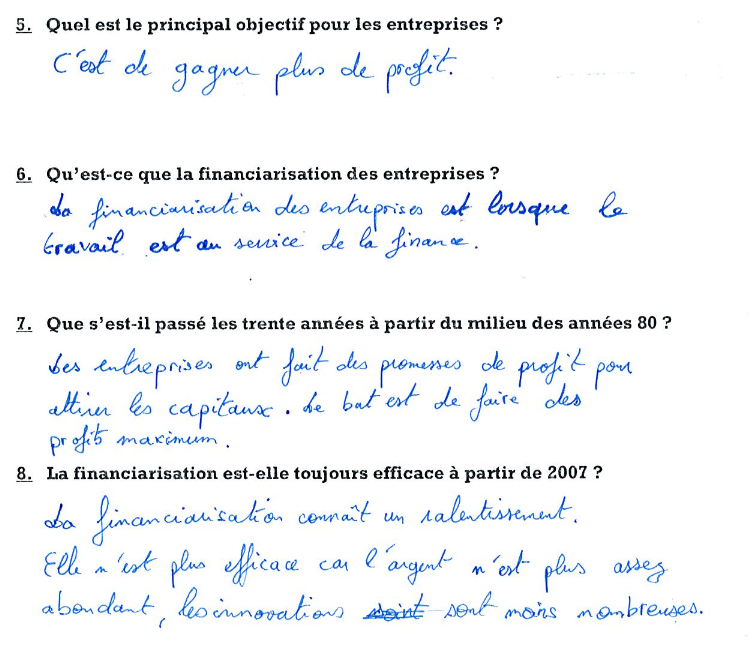 5. Quel est le principal objectif pour les entreprises ?
C'est de gagner plus de profit.
6. Qu'est-ce que la financiarisation des entreprises ?
La financiarisation des entreprises est lorsque le
travail est au service de la finance.
7. Que s'est-il passé les trente années à partir du milieu des années 80 ?
Les entreprises ont fait des promesses de profit pour
attirer les capitaux. Le but est de faire des
profits maximum.
8. La financiarisation est-elle toujours efficace à partir de 2007 ?
La financiarisation connaît un ralentissement.
Elle n'est plus efficace car l'argent n'est plus assez
abondant, les innovations sont moins nombreuses.